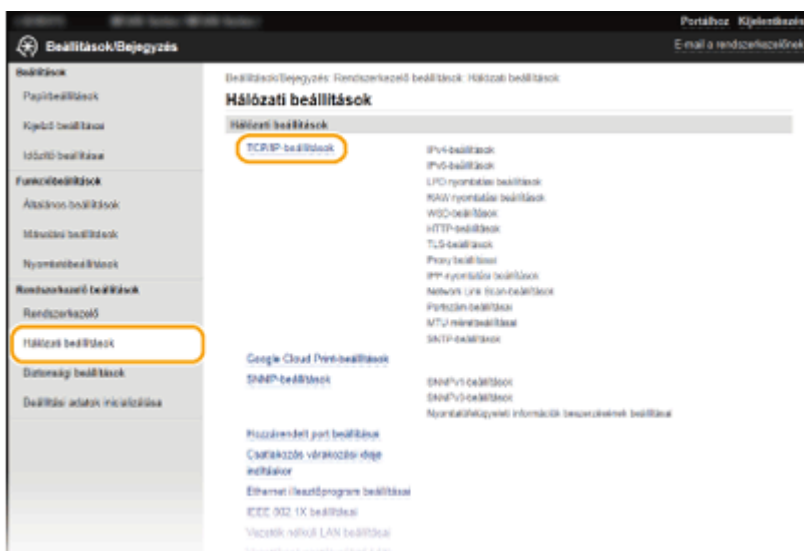 Portálhoz Kijelentkezés
Beállítások/Bejegyzés
E-mail a rendszerkezelőnek
Beállítások
Papírbeállítások
Kijelző beállításai
Időzítő beállításai
Funkcióbeállítások
Általános beállítások
Másolási beállítások
Nyomtatóbeállítások
Rendszerkezelő beállítások
Rendszerkezelő
Hálózati beállítások
Biztonsági beállítások
Beállítási adatok inicializálása
Beállítások/Bejegyzés: Rendszerkezelő beállítások: Hálózati beállítások
Hálózati beállítások
Hálózati beállítások
TCP/IP-beállítások
IPv4-beállítások
IPv6-beállítások
LPD nyomtatási beállítások
RAW nyomtatási beállítások
WSD-beállítások
HTTP-beállítások
TLS-beállítások
Proxy beállításai
IPP nyomtatási beállítások
Network Link Scan-beállítások
Portszám beállításai
MTU méretbeállításai
SNTP-beállítások
Google Cloud Print-beállítások
SNMP-beállítások
SNMPv1-beállítások
SNMPv3-beállítások
Nyomtatófelügyeleti információk beszerzésének beállításai
Hozzárendelt port beállításai
Csatlakozás várakozási ideje
indításkor
Ethernet illesztőprogram beállításai
IEEE 802.1X beállításai
Vezeték nélküli LAN beállításai